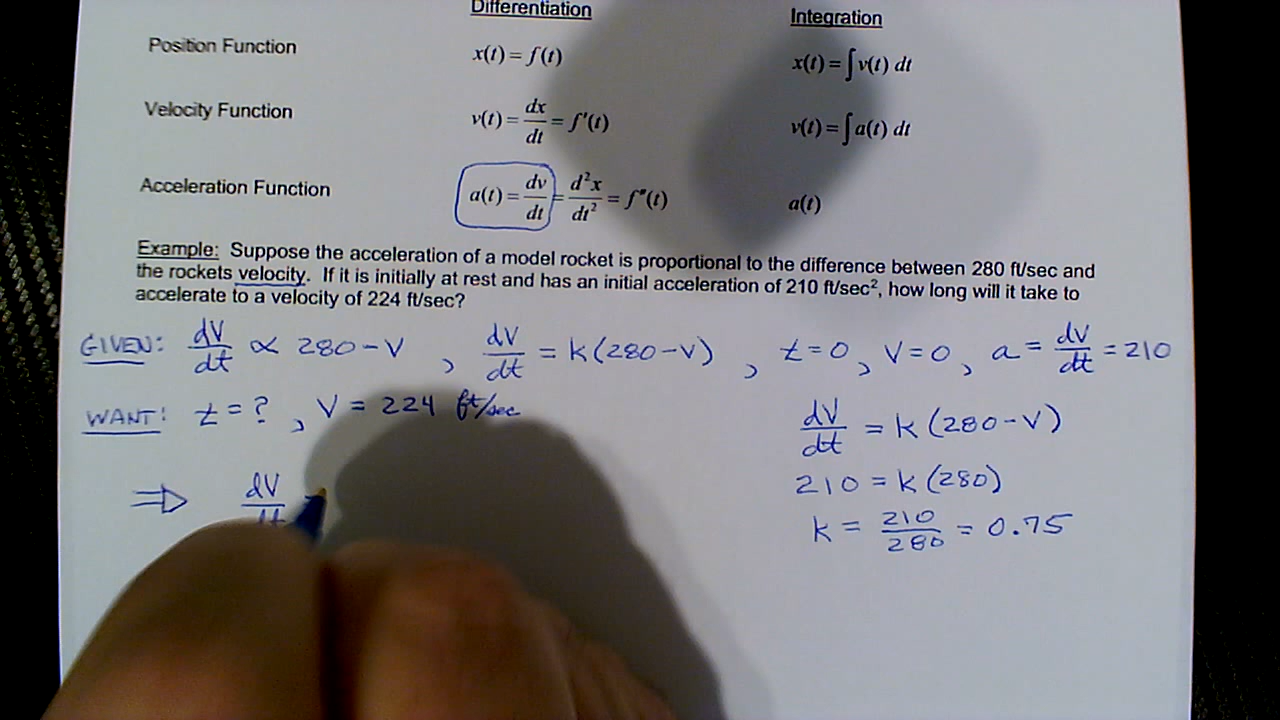 Differentiation Integration
Position Function x(t) = f(t) x(t) = ∫ v(t) dt
Velocity Function v(t) = dx/dt = f'(t) v(t) = ∫ a(t) dt
Acceleration Function a(t) = dv/dt = d²x/dt² = f"(t) a(t)
Example: Suppose the acceleration of a model rocket is proportional to the difference between 280 ft/sec and
the rockets velocity. If it is initially at rest and has an initial acceleration of 210 ft/sec², how long will it take to
accelerate to a velocity of 224 ft/sec?
GIVEN: dV/dt ∝ 280 - V , dV/dt = k(280 - V) , t = 0 , V = 0 , a = dV/dt = 210
WANT: t = ? , V = 224 ft/sec
dV/dt = k(280 - V)
210 = k(280)
k = 210/280 = 0.75
⇒ dV/dt